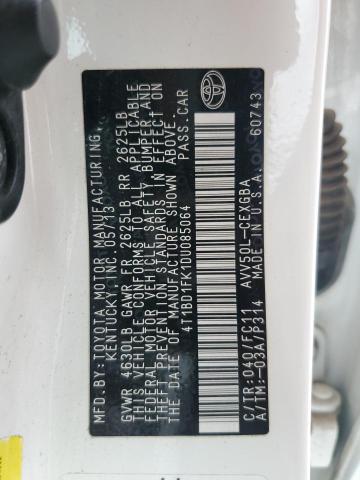 MFD.BY: TOYOTA MOTOR MANUFACTURING
KENTUCKY, INC. 05/13
GVWR 4630LB GAWR FR 2625LB RR 2625LB
THIS VEHICLE CONFORMS TO ALL APPLICABLE
FEDERAL MOTOR VEHICLE SAFETY, BUMPER, AND
THEFT PREVENTION STANDARDS IN EFFECT ON
THE DATE OF MANUFACTURE SHOWN ABOVE.
4T1BD1FK1DU085064 PASS.CAR
C/TR: 040/FC11 AVV50L-CEXGBA
A/TM: -03A/P314 MADE IN U.S.A. 60743